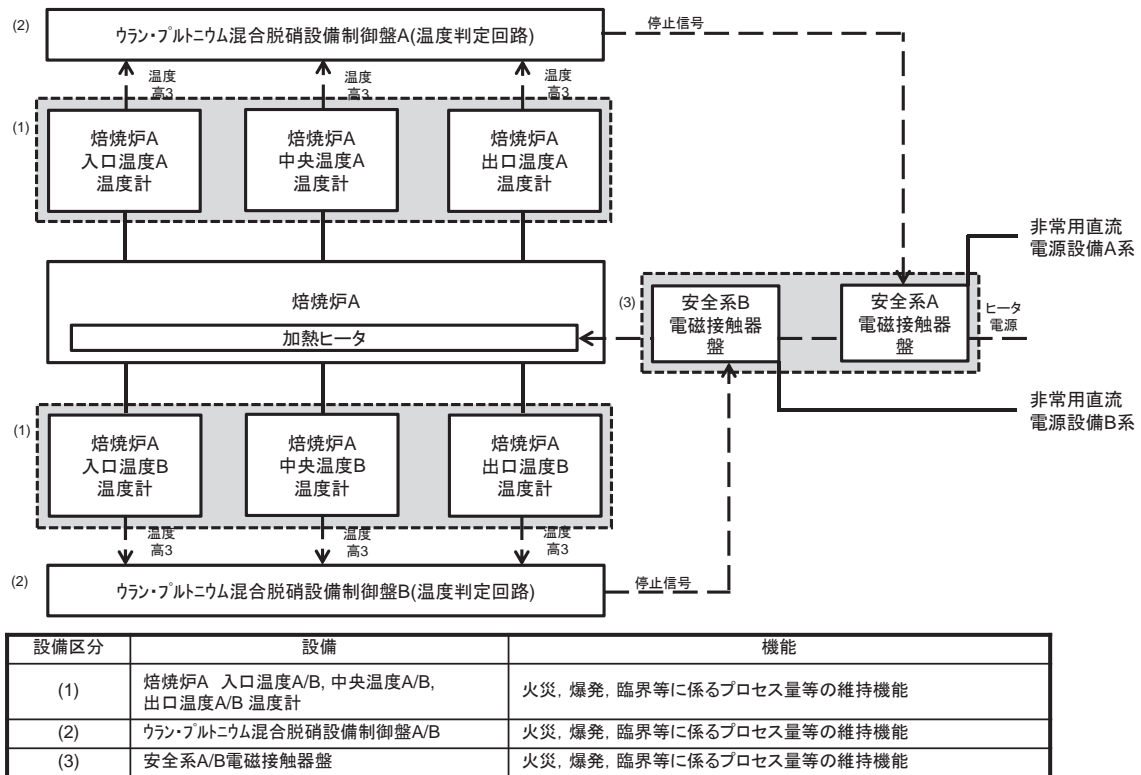 (2)
ウラン・プルトニウム混合脱硝設備制御盤A(温度判定回路)
停止信号
温度
高3
温度
高3
温度
高3
(1)
焙焼炉A
入口温度A
温度計
焙焼炉A
中央温度A
温度計
焙焼炉A
出口温度A
温度計
非常用直流
電源設備A系
焙焼炉A
加熱ヒータ
(3)
安全系B
電磁接触器
盤
安全系A
電磁接触器
盤
ヒータ
電源
非常用直流
電源設備B系
(1)
焙焼炉A
入口温度B
温度計
焙焼炉A
中央温度B
温度計
焙焼炉A
出口温度B
温度計
温度
高3
温度
高3
温度
高3
(2)
ウラン・プルトニウム混合脱硝設備制御盤B(温度判定回路)
停止信号
設備区分 設備 機能
(1) 焙焼炉A 入口温度A/B, 中央温度A/B,
出口温度A/B 温度計 火災, 爆発, 臨界等に係るプロセス量等の維持機能
(2) ウラン・プルトニウム混合脱硝設備制御盤A/B 火災, 爆発, 臨界等に係るプロセス量等の維持機能
(3) 安全系A/B電磁接触器盤 火災, 爆発, 臨界等に係るプロセス量等の維持機能